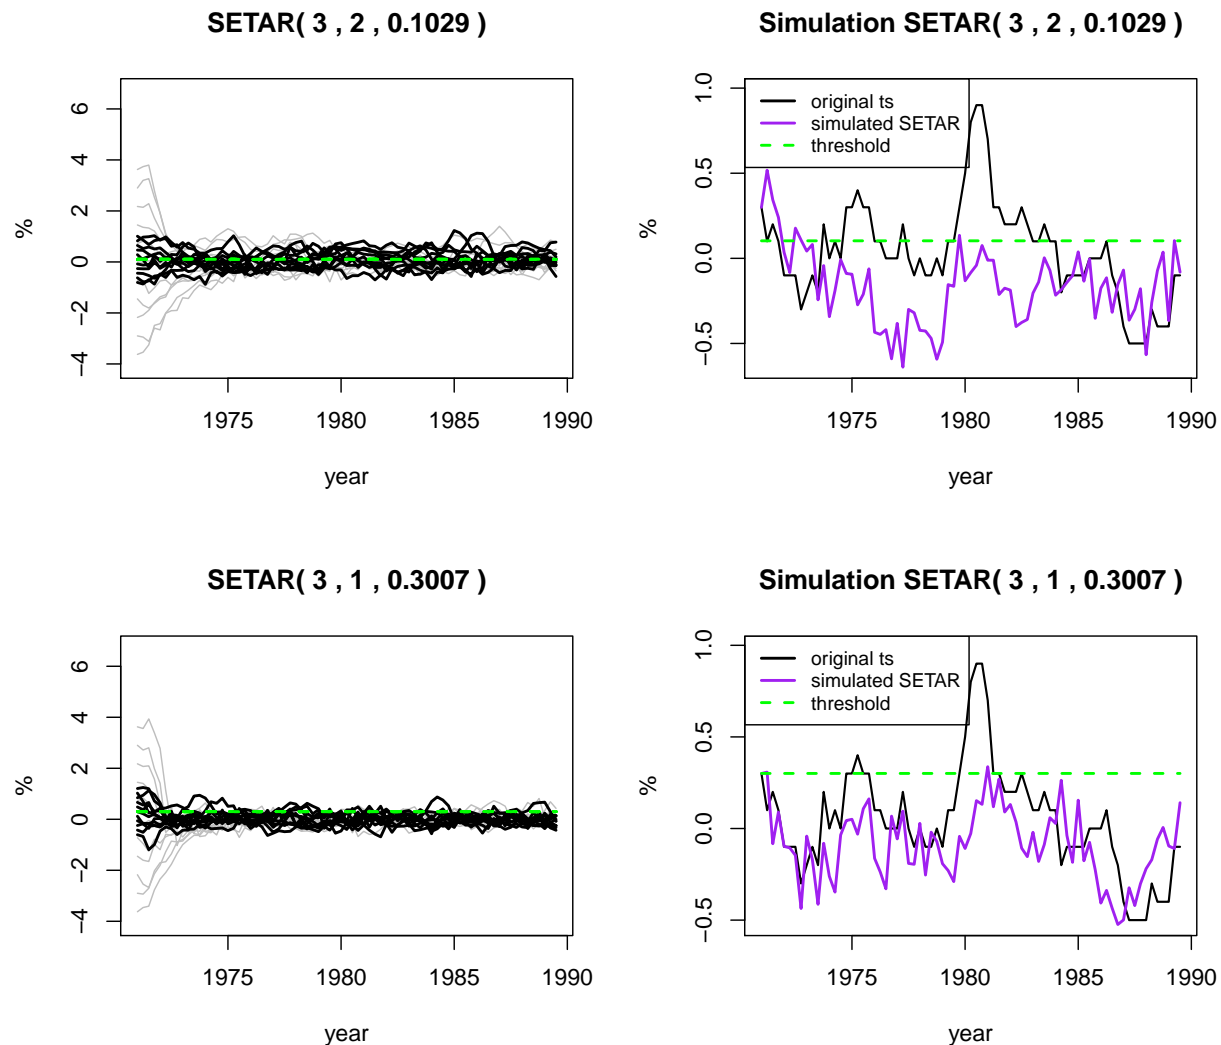 SETAR( 3 , 2 , 0.1029 )
%
6
4
2
0
−2
−4
1975 1980 1985 1990
year
Simulation SETAR( 3 , 2 , 0.1029 )
%
1.0
0.5
0.0
−0.5
original ts
simulated SETAR
threshold
1975 1980 1985 1990
year
SETAR( 3 , 1 , 0.3007 )
%
6
4
2
0
−2
−4
1975 1980 1985 1990
year
Simulation SETAR( 3 , 1 , 0.3007 )
%
1.0
0.5
0.0
−0.5
original ts
simulated SETAR
threshold
1975 1980 1985 1990
year